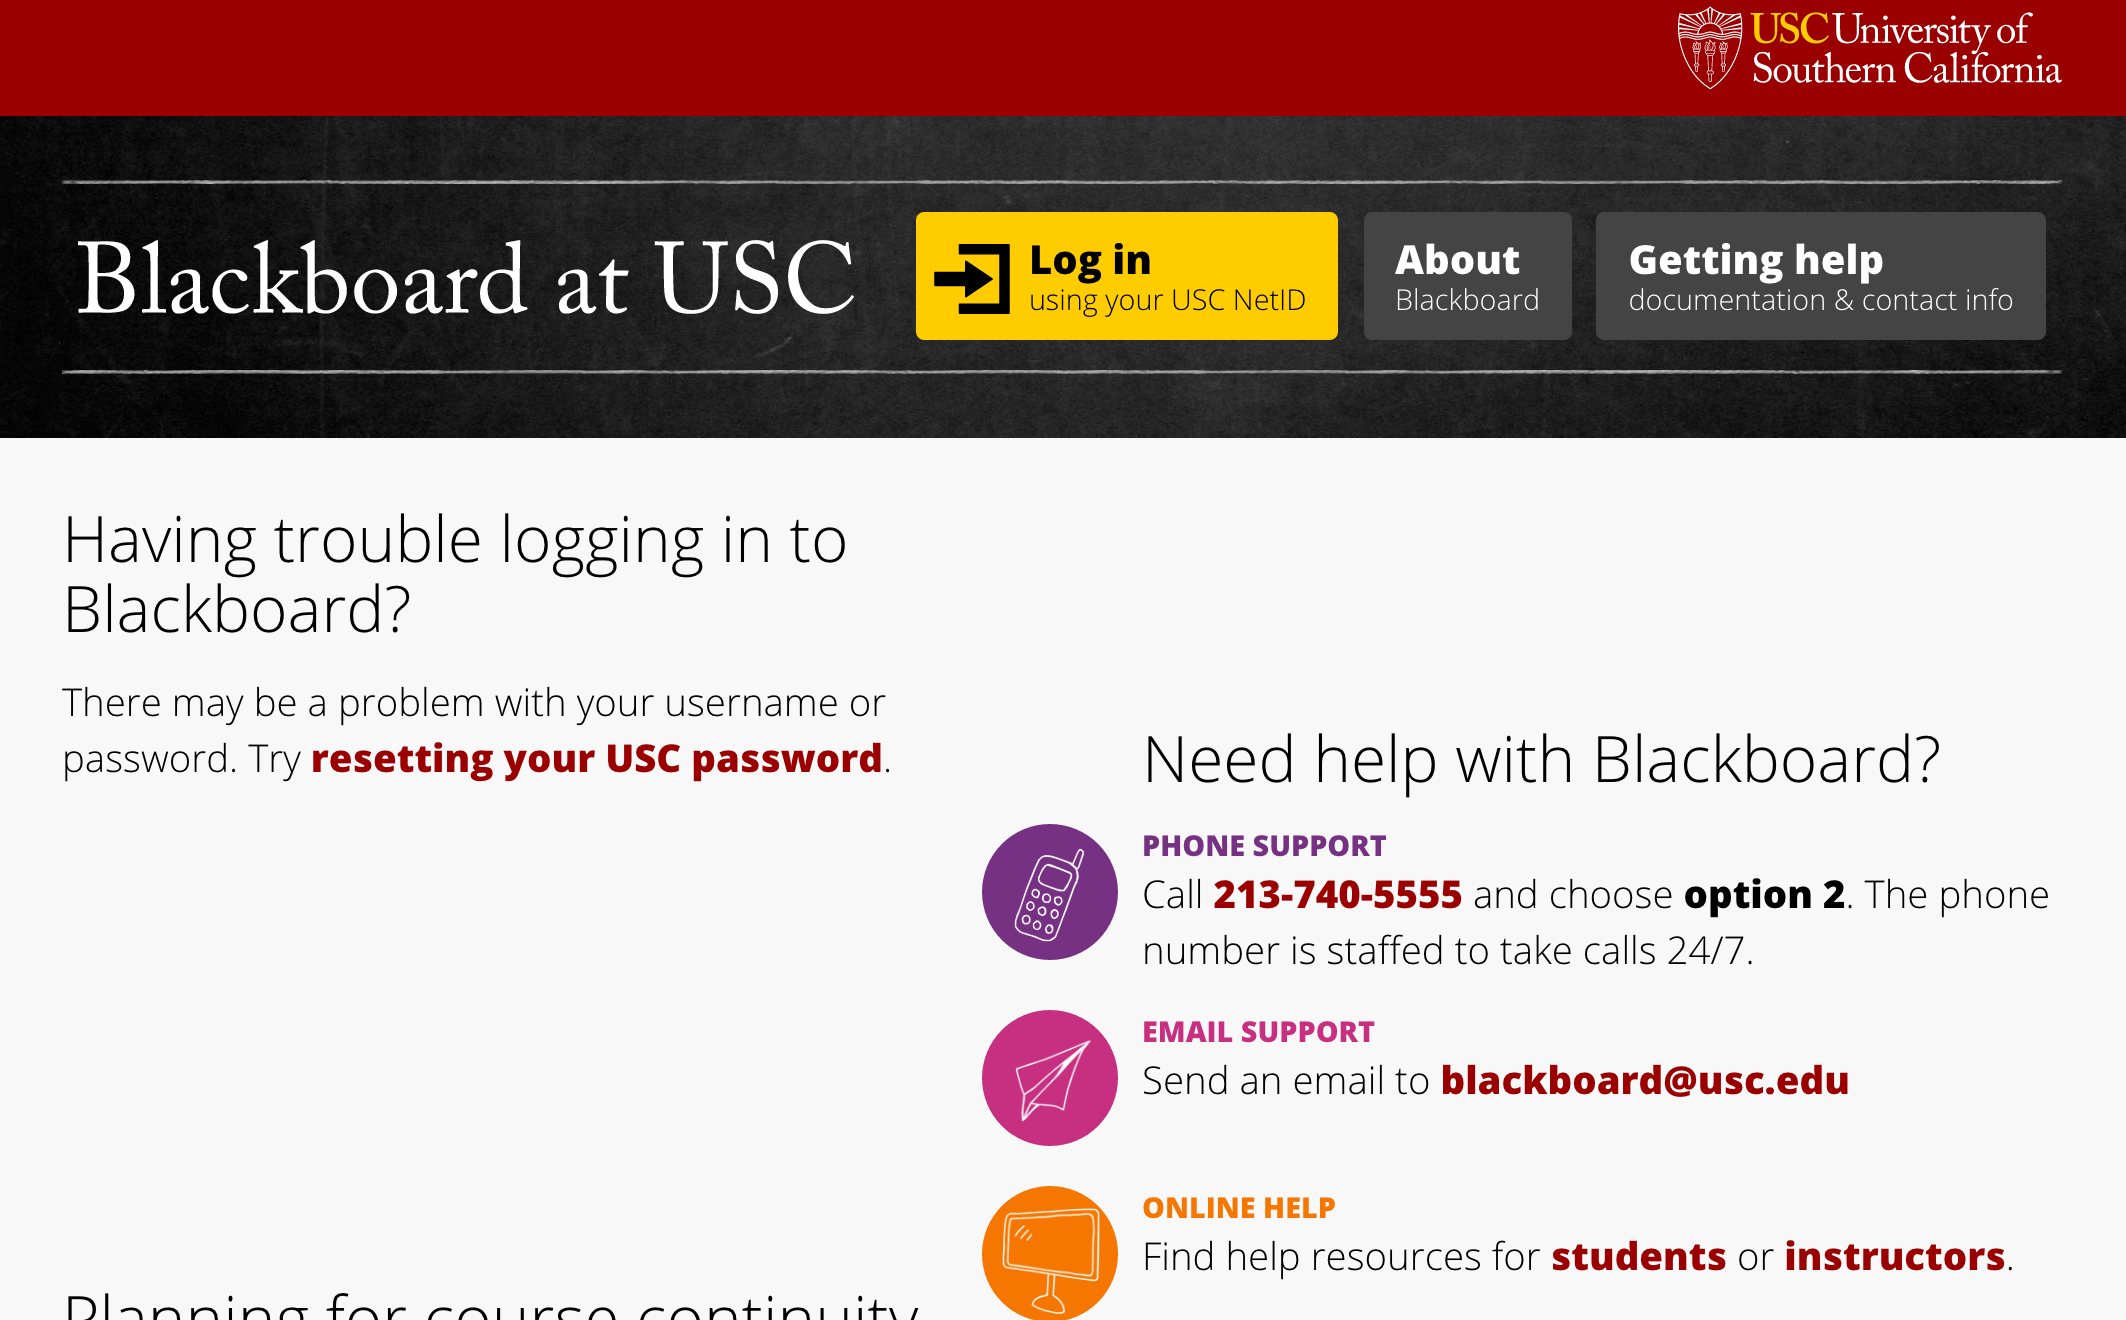 USC University of
Southern California
Blackboard at USC
Log in
using your USC NetID
About
Blackboard
Getting help
documentation & contact info
Having trouble logging in to
Blackboard?
There may be a problem with your username or
password. Try resetting your USC password.
Need help with Blackboard?
PHONE SUPPORT
Call 213-740-5555 and choose option 2. The phone
number is staffed to take calls 24/7.
EMAIL SUPPORT
Send an email to blackboard@usc.edu
ONLINE HELP
Find help resources for students or instructors.
Planning for course continuity